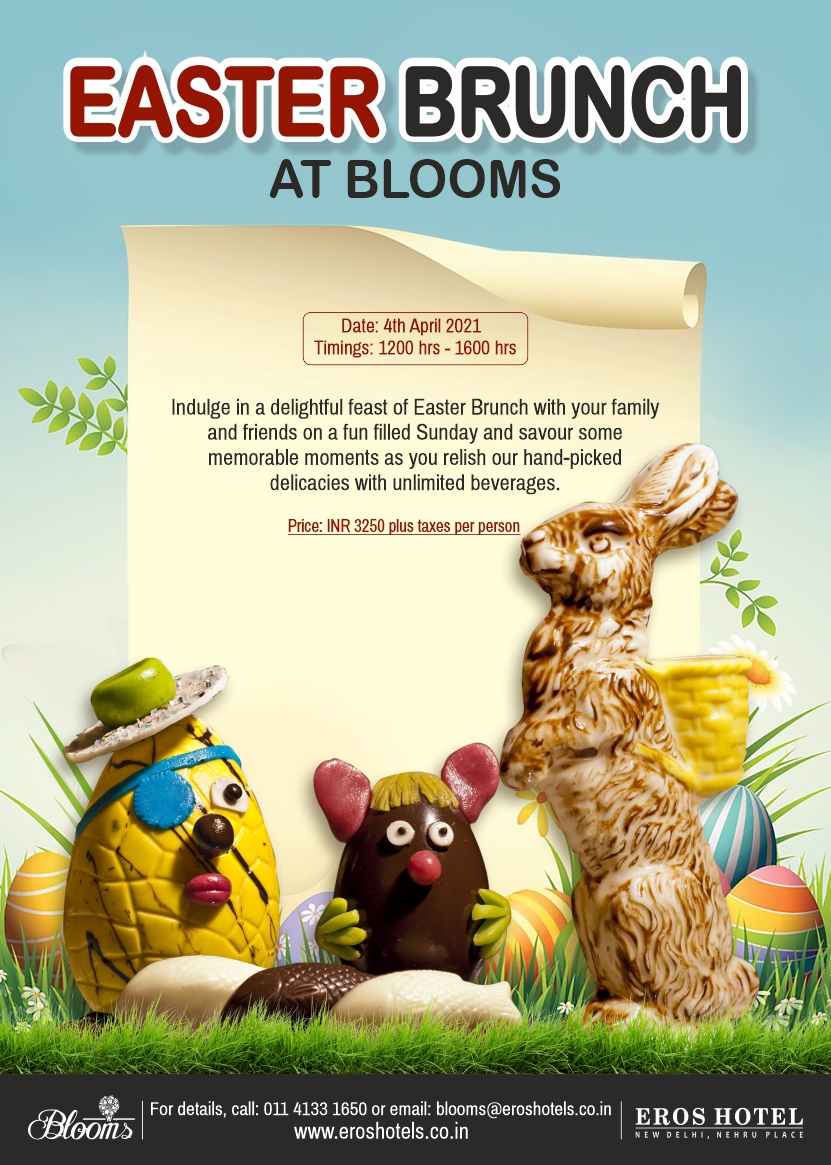 EASTER BRUNCH
AT BLOOMS
Date: 4th April 2021
Timings: 1200 hrs - 1600 hrs
Indulge in a delightful feast of Easter Brunch with your family
and friends on a fun filled Sunday and savour some
memorable moments as you relish our hand-picked
delicacies with unlimited beverages.
Price: INR 3250 plus taxes per person
Blooms
For details, call: 011 4133 1650 or email: blooms@eroshotels.co.in
www.eroshotels.co.in
EROS HOTEL
NEW DELHI, NEHRU PLACE